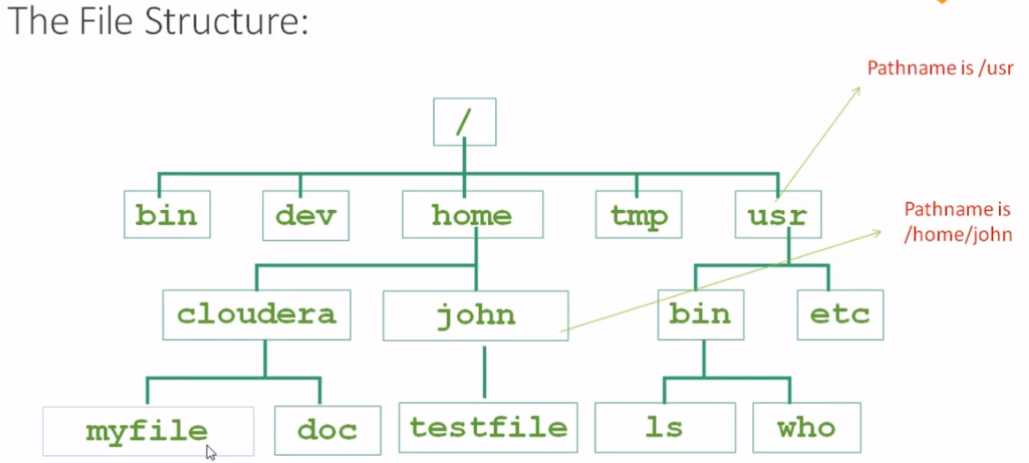 The File Structure:
Pathname is /usr
/
bin dev home tmp usr
Pathname is
/home/john
cloudera john bin etc
myfile doc testfile ls who